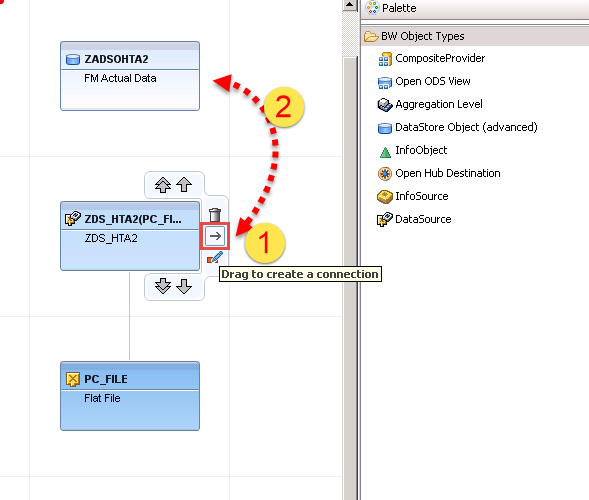 Palette
BW Object Types
CompositeProvider
Open ODS View
Aggregation Level
DataStore Object (advanced)
InfoObject
Open Hub Destination
InfoSource
DataSource
ZADSOHTA2
FM Actual Data
2
ZDS_HTA2(PC_FI...
ZDS_HTA2
1
Drag to create a connection
PC_FILE
Flat File